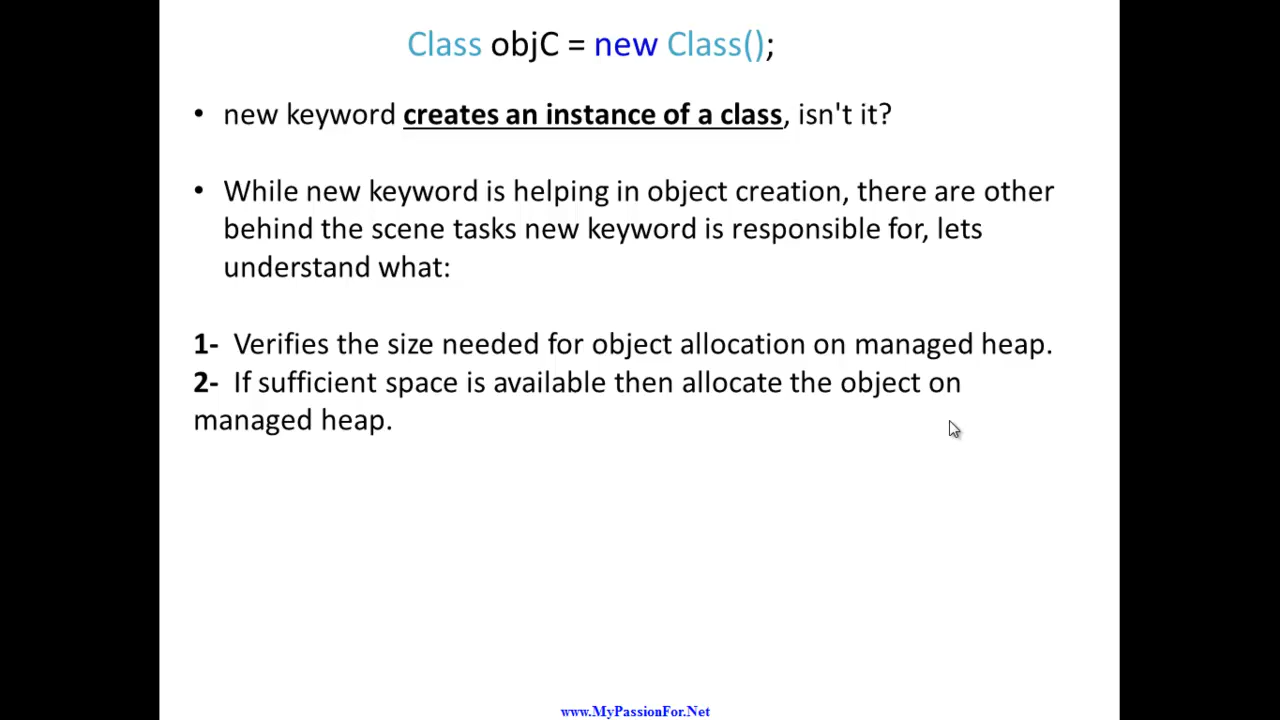 Class objC = new Class();
• new keyword creates an instance of a class, isn't it?
• While new keyword is helping in object creation, there are other
behind the scene tasks new keyword is responsible for, lets
understand what:
1- Verifies the size needed for object allocation on managed heap.
2- If sufficient space is available then allocate the object on
managed heap.
www.MyPassionFor.Net